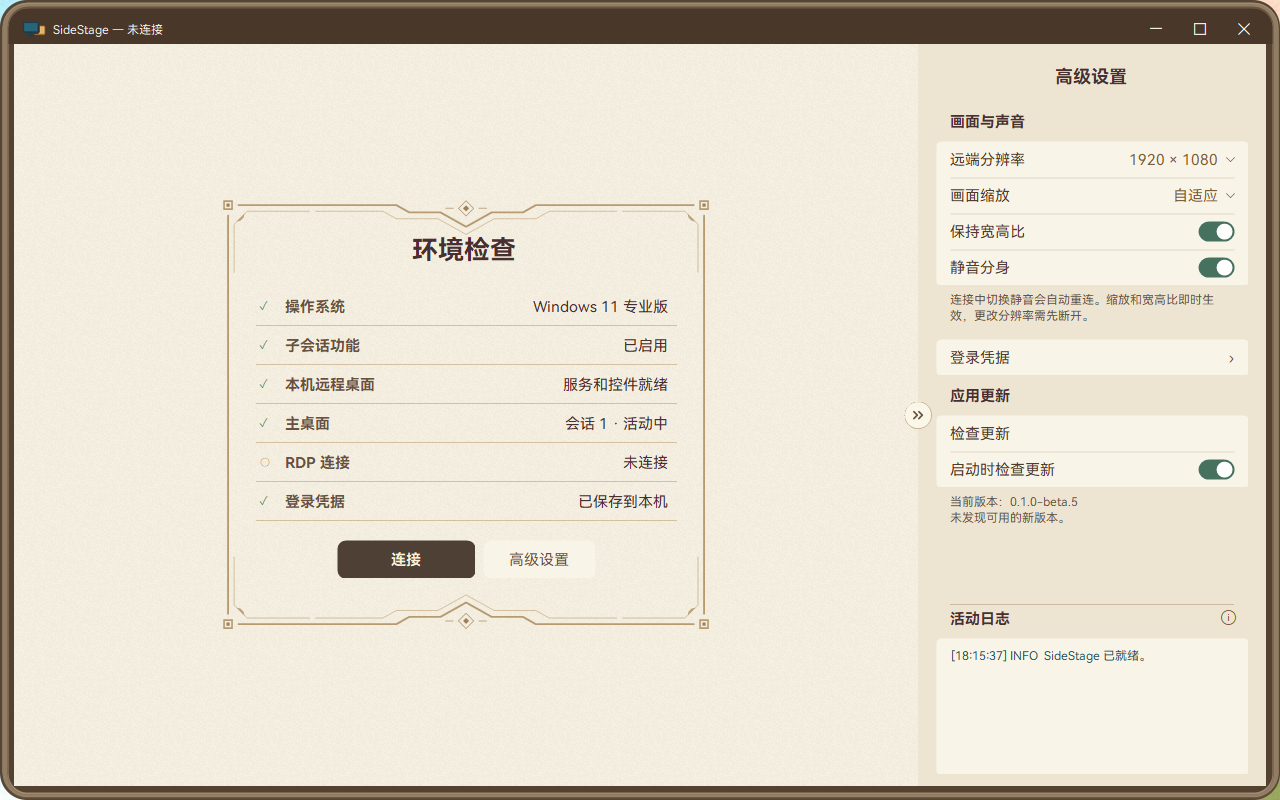 SideStage — 未连接
环境检查
操作系统 Windows 11 专业版
子会话功能 已启用
本机远程桌面 服务和控件就绪
主桌面 会话 1 · 活动中
RDP 连接 未连接
登录凭据 已保存到本机
连接 高级设置
高级设置
画面与声音
远端分辨率 1920 × 1080
画面缩放 自适应
保持宽高比
静音分身
连接中切换静音会自动重连。缩放和宽高比即时生
效，更改分辨率需先断开。
登录凭据
应用更新
检查更新
启动时检查更新
当前版本：0.1.0-beta.5
未发现可用的新版本。
活动日志
[18:15:37] INFO SideStage 已就绪。